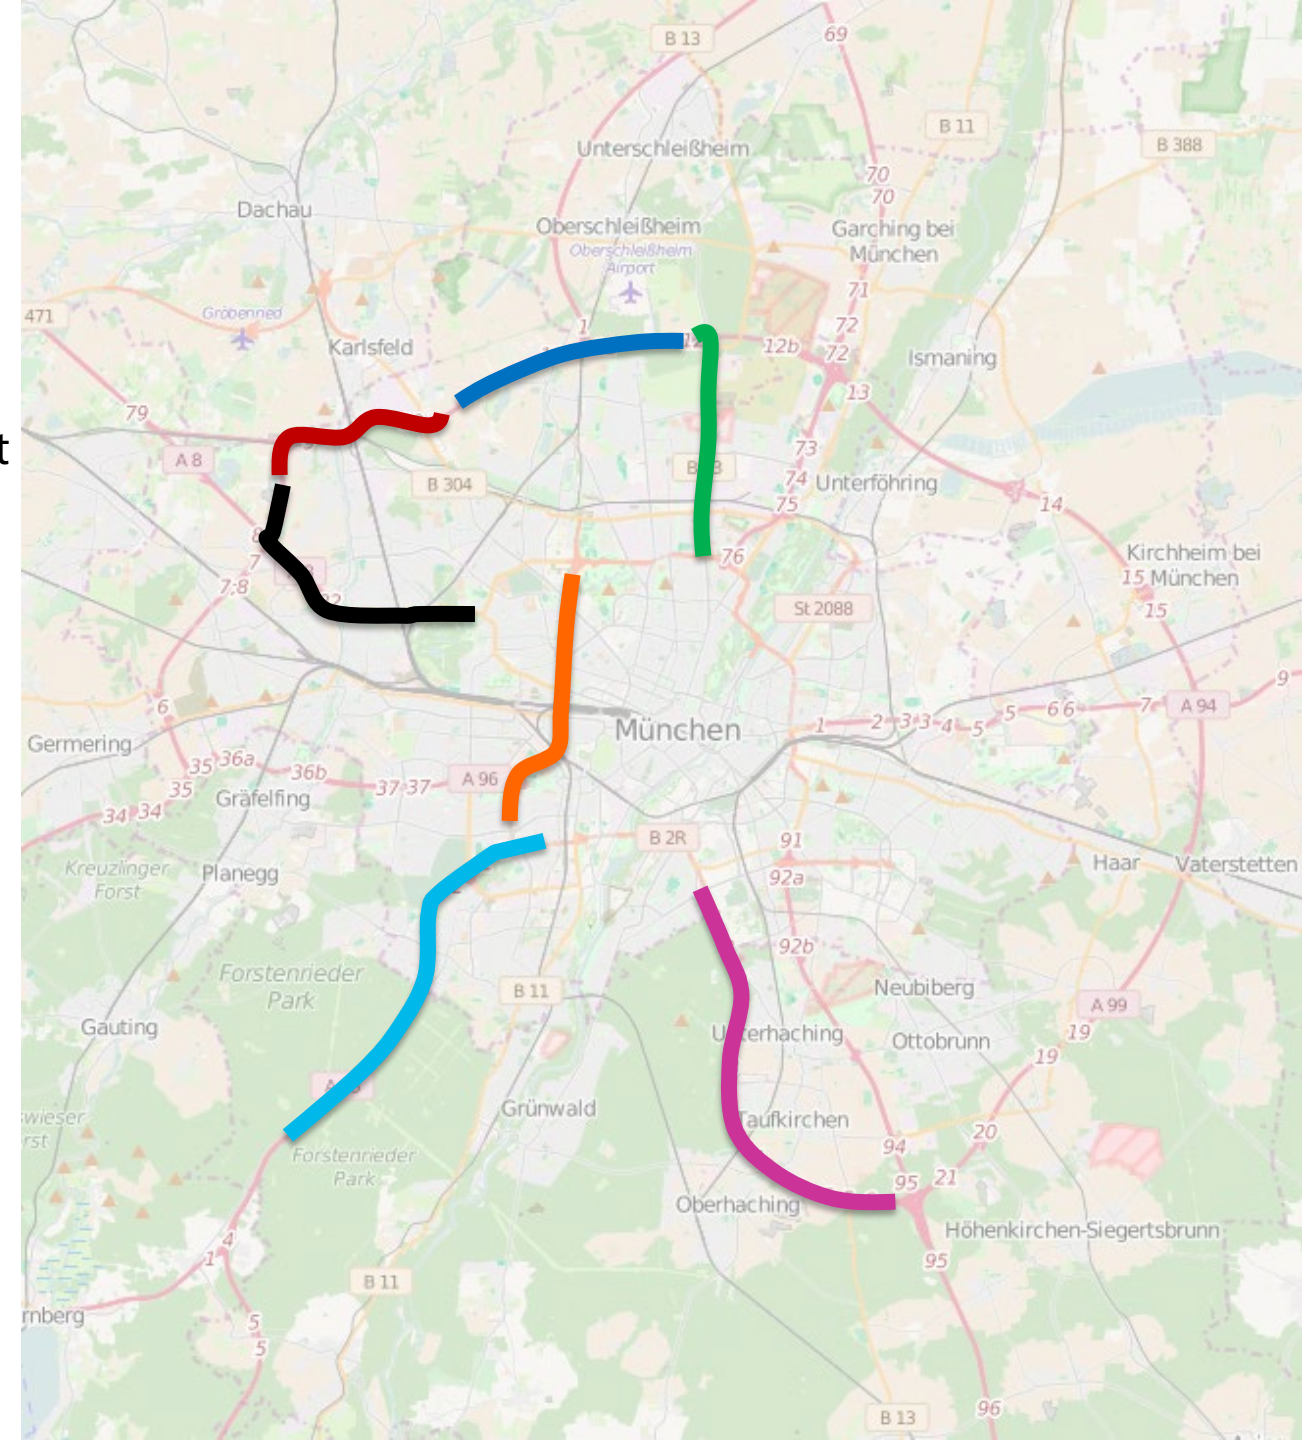 B 13
69
B 11
B 388
Unterschleißheim
70
70
Dachau
Oberschleißheim
Garching bei
München
Oberschleißheim
Airport
71
471
Gröbenried
1
72
Karlsfeld
12b
72
Ismaning
13
79
t
73
A 8
B 304
74
Unterföhring
75
14
7
76
Kirchheim bei
München
7;8
15
St 2088
15
9
6
München
1
2
3
3
4
5
5
6 6
7
A 94
Germering
35
36a
36b
37
37
A 96
35
Gräfelfing
34
34
B 2R
91
Kreuzlinger
Forst
Planegg
92a
Haar
Vaterstetten
92b
Forstenrieder
Park
B 11
Neubiberg
A 99
Gauting
19
Ottobrunn
19
swieser
rst
Grünwald
Taufkirchen
20
94
Forstenrieder
Park
95
21
Oberhaching
Höhenkirchen-Siegertsbrunn
4
1
95
B 11
rnberg
5
5
96
B 13